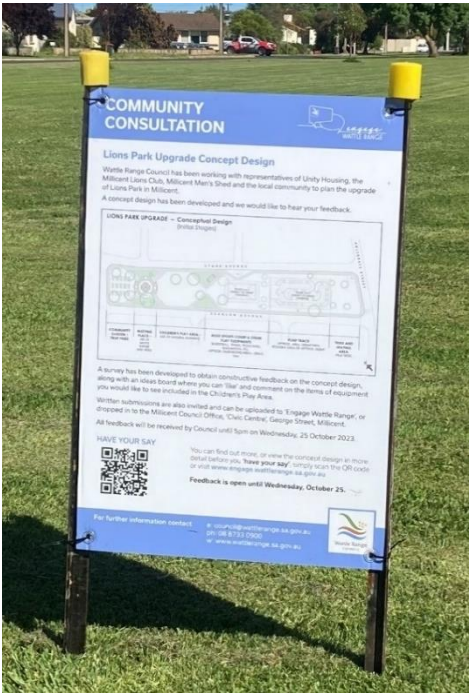 COMMUNITY
CONSULTATION
engage
WATTLE RANGE
Lions Park Upgrade Concept Design
Wattle Range Council has been working with representatives of Unity Housing, the
Millicent Lions Club, Millicent Men's Shed and the local community to plan the upgrade
of Lions Park in Millicent.
A concept design has been developed and we would like to hear your feedback.
LIONS PARK UPGRADE – Conceptual Design
(Initial Stages)
A survey has been developed to obtain constructive feedback on the concept design,
along with an ideas board where you can 'like' and comment on the items of equipment
you would like to see included in the Children's Play Area.
Written submissions are also invited and can be uploaded to 'Engage Wattle Range', or
dropped in to the Millicent Council Office, 'Civic Centre', George Street, Millicent.
All feedback will be received by Council until 5pm on Wednesday, 25 October 2023.
HAVE YOUR SAY
You can find out more, or view the concept design in more
detail before you 'have your say', simply scan the QR code
or visit www.engage.wattlerange.sa.gov.au
Feedback is open until Wednesday, October 25.
For further information contact
e: council@wattlerange.sa.gov.au
ph: 08 8733 0900
w: www.wattlerange.sa.gov.au
Wattle Range